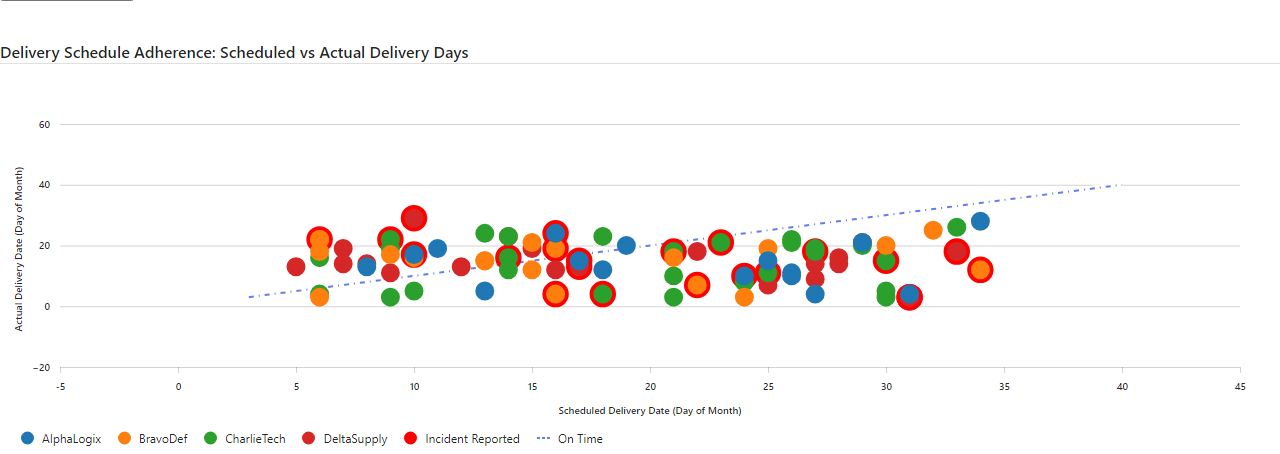 Delivery Schedule Adherence: Scheduled vs Actual Delivery Days
Actual Delivery Date (Day of Month)
60
40
20
0
−20
-5
0
5
10
15
20
25
30
35
40
45
Scheduled Delivery Date (Day of Month)
AlphaLogix
BravoDef
CharlieTech
DeltaSupply
Incident Reported
On Time